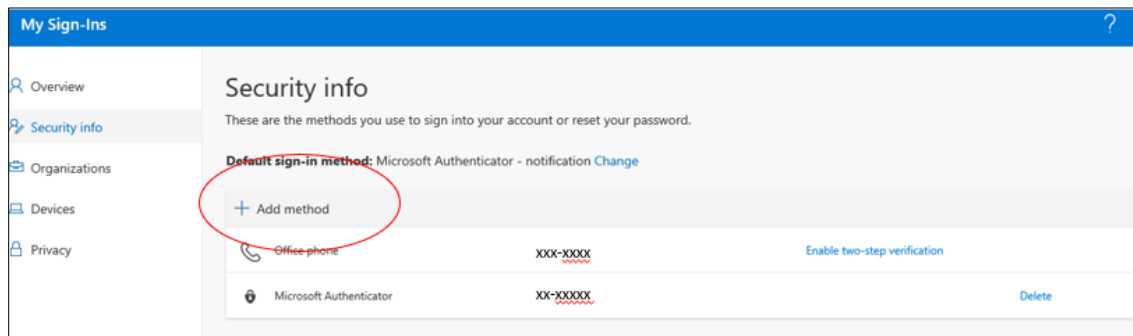 My Sign-Ins ?
Overview
Security info
Organizations
Devices
Privacy
Security info
These are the methods you use to sign into your account or reset your password.
Default sign-in method: Microsoft Authenticator - notification Change
+ Add method
Office phone xxx-xxxx Enable two-step verification
Microsoft Authenticator xx-xxxxx Delete